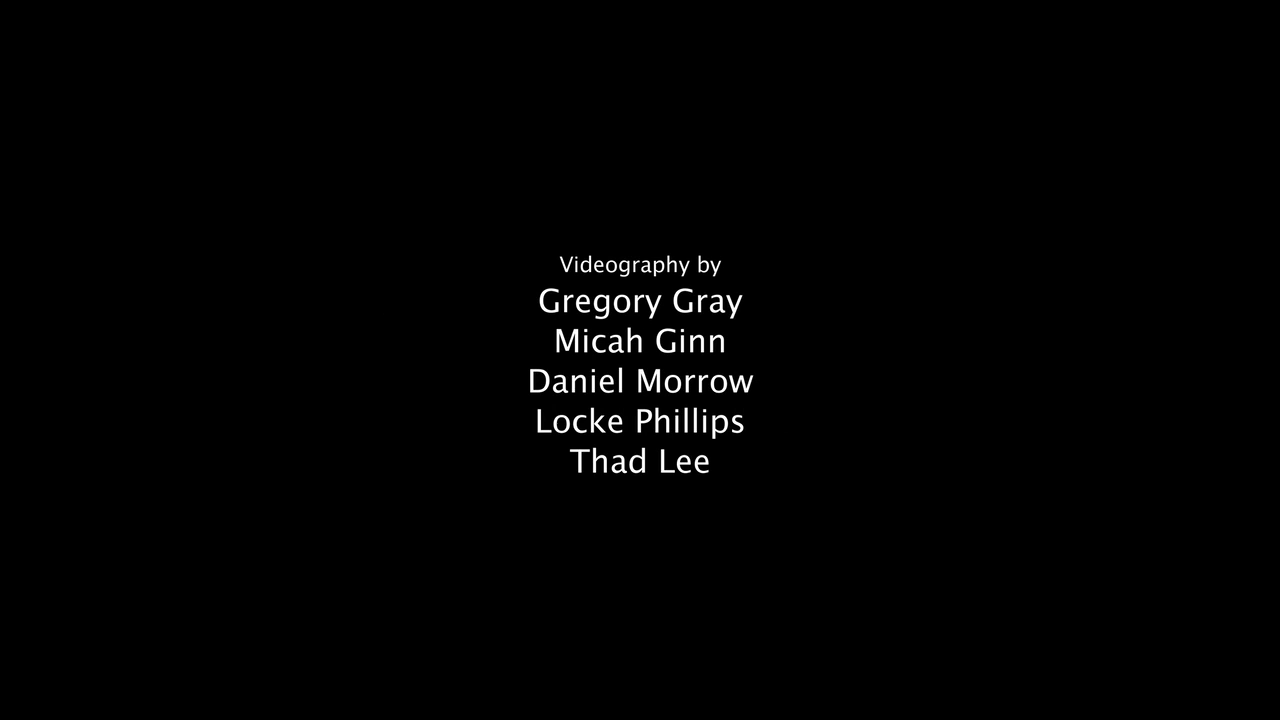 Videography by
Gregory Gray
Micah Ginn
Daniel Morrow
Locke Phillips
Thad Lee